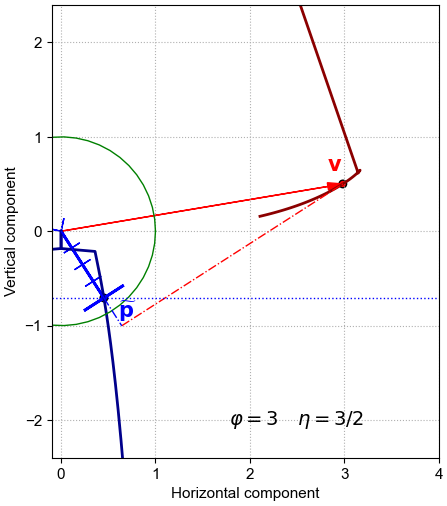 2
1
0
−1
−2
0
1
2
3
4
Vertical component
Horizontal component
v
p̃
φ = 3 η = 3/2